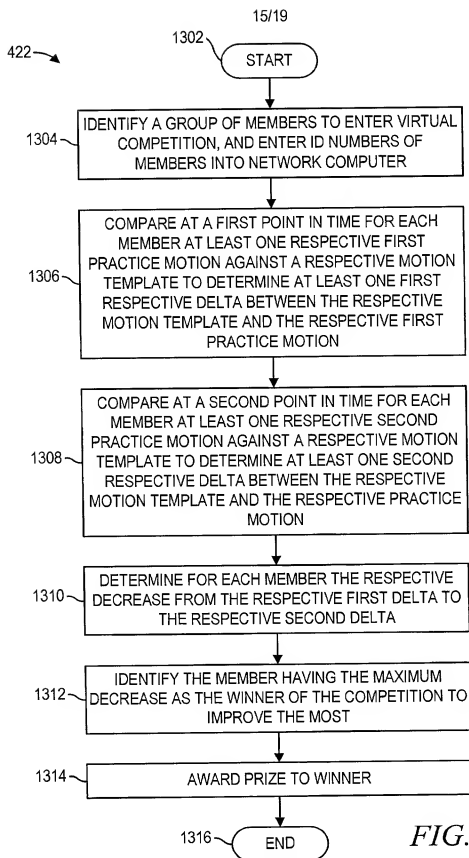 15/19
1302
START
422
1304
IDENTIFY A GROUP OF MEMBERS TO ENTER VIRTUAL
COMPETITION, AND ENTER ID NUMBERS OF
MEMBERS INTO NETWORK COMPUTER
1306
COMPARE AT A FIRST POINT IN TIME FOR EACH
MEMBER AT LEAST ONE RESPECTIVE FIRST
PRACTICE MOTION AGAINST A RESPECTIVE MOTION
TEMPLATE TO DETERMINE AT LEAST ONE FIRST
RESPECTIVE DELTA BETWEEN THE RESPECTIVE
MOTION TEMPLATE AND THE RESPECTIVE FIRST
PRACTICE MOTION
1308
COMPARE AT A SECOND POINT IN TIME FOR EACH
MEMBER AT LEAST ONE RESPECTIVE SECOND
PRACTICE MOTION AGAINST A RESPECTIVE MOTION
TEMPLATE TO DETERMINE AT LEAST ONE SECOND
RESPECTIVE DELTA BETWEEN THE RESPECTIVE
MOTION TEMPLATE AND THE RESPECTIVE PRACTICE
MOTION
1310
DETERMINE FOR EACH MEMBER THE RESPECTIVE
DECREASE FROM THE RESPECTIVE FIRST DELTA TO
THE RESPECTIVE SECOND DELTA
1312
IDENTIFY THE MEMBER HAVING THE MAXIMUM
DECREASE AS THE WINNER OF THE COMPETITION TO
IMPROVE THE MOST
1314
AWARD PRIZE TO WINNER
1316
END
FIG.